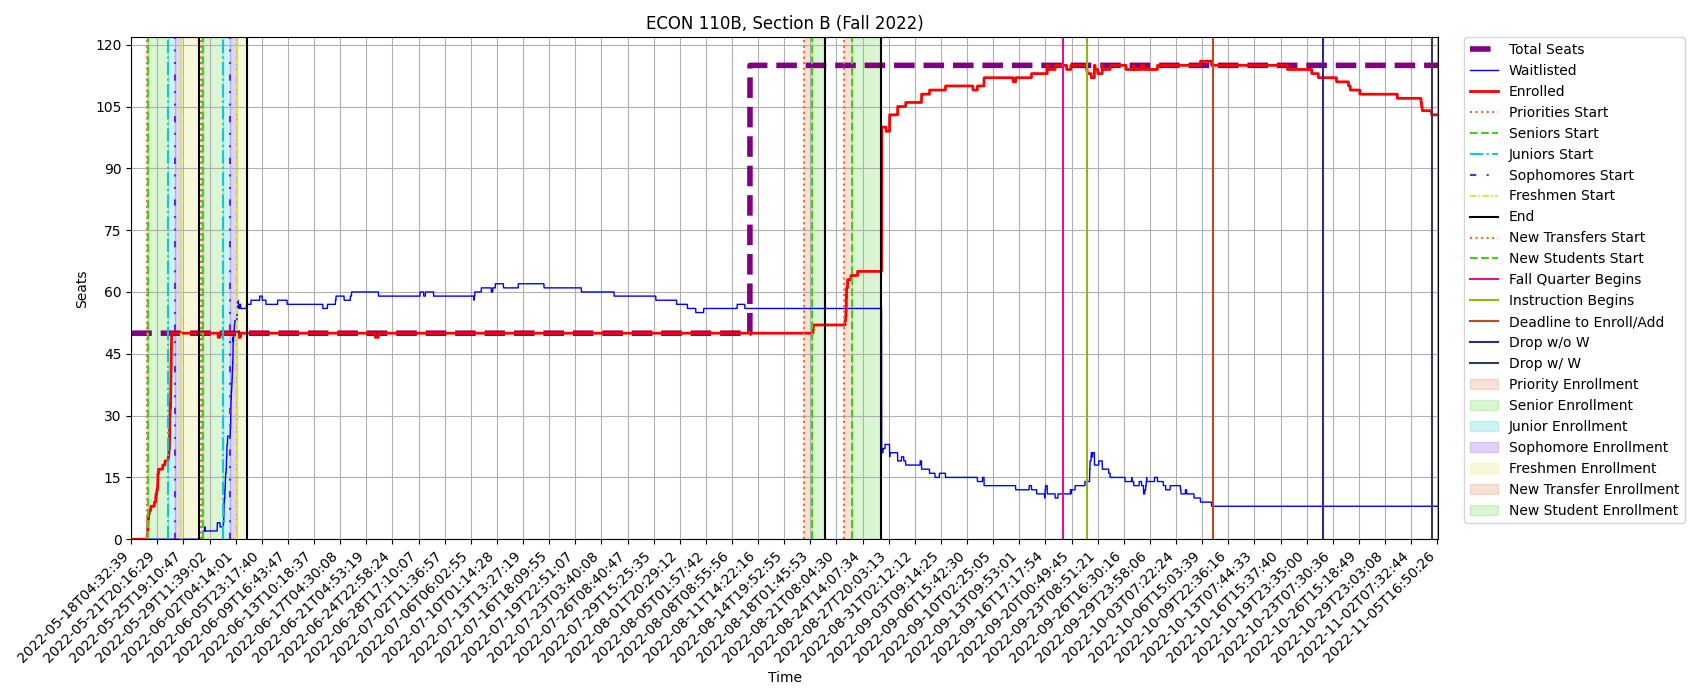 ECON 110B, Section B (Fall 2022)
120
105
90
75
60
45
30
15
0
Seats
2022-05-18T04:32:39
2022-05-21T20:16:29
2022-05-25T19:10:47
2022-05-29T11:39:02
2022-06-02T04:14:01
2022-06-05T23:17:40
2022-06-09T16:43:47
2022-06-13T10:18:37
2022-06-17T04:30:08
2022-06-21T04:53:19
2022-06-24T22:58:24
2022-06-28T17:10:07
2022-07-02T11:36:57
2022-07-06T06:02:55
2022-07-10T01:14:28
2022-07-13T13:27:19
2022-07-16T18:09:55
2022-07-19T22:51:07
2022-07-23T03:40:08
2022-07-26T08:40:47
2022-07-29T15:25:35
2022-08-01T20:29:12
2022-08-05T01:57:42
2022-08-08T08:55:56
2022-08-11T14:22:16
2022-08-14T19:52:55
2022-08-18T01:45:53
2022-08-21T08:04:30
2022-08-24T14:07:34
2022-08-27T20:03:13
2022-08-31T02:12:12
2022-09-03T09:14:25
2022-09-06T15:42:30
2022-09-10T02:25:05
2022-09-13T09:53:01
2022-09-16T17:17:54
2022-09-20T00:49:45
2022-09-23T08:51:21
2022-09-26T16:30:16
2022-09-29T23:58:06
2022-10-03T07:22:24
2022-10-06T15:03:39
2022-10-09T22:36:16
2022-10-13T07:44:33
2022-10-16T15:37:40
2022-10-19T23:35:00
2022-10-23T07:30:36
2022-10-26T15:18:49
2022-10-29T23:03:08
2022-11-02T07:32:44
2022-11-05T16:50:26
Time
Total Seats
Waitlisted
Enrolled
Priorities Start
Seniors Start
Juniors Start
Sophomores Start
Freshmen Start
End
New Transfers Start
New Students Start
Fall Quarter Begins
Instruction Begins
Deadline to Enroll/Add
Drop w/o W
Drop w/ W
Priority Enrollment
Senior Enrollment
Junior Enrollment
Sophomore Enrollment
Freshmen Enrollment
New Transfer Enrollment
New Student Enrollment